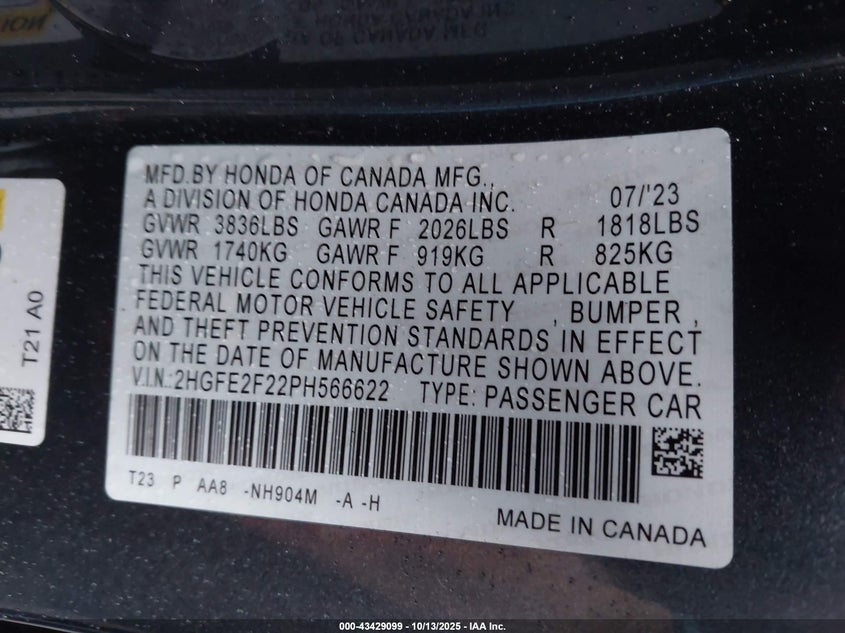 MFD.BY HONDA OF CANADA MFG.,
A DIVISION OF HONDA CANADA INC. 07/'23
GVWR 3836LBS GAWR F 2026LBS R 1818LBS
GVWR 1740KG GAWR F 919KG R 825KG
THIS VEHICLE CONFORMS TO ALL APPLICABLE
FEDERAL MOTOR VEHICLE SAFETY , BUMPER ,
AND THEFT PREVENTION STANDARDS IN EFFECT
ON THE DATE OF MANUFACTURE SHOWN ABOVE.
V.I.N.:2HGFE2F22PH566622 TYPE: PASSENGER CAR
T23 P AA8 -NH904M -A -H
MADE IN CANADA
T21 A0
000-43429099 - 10/13/2025 - IAA Inc.